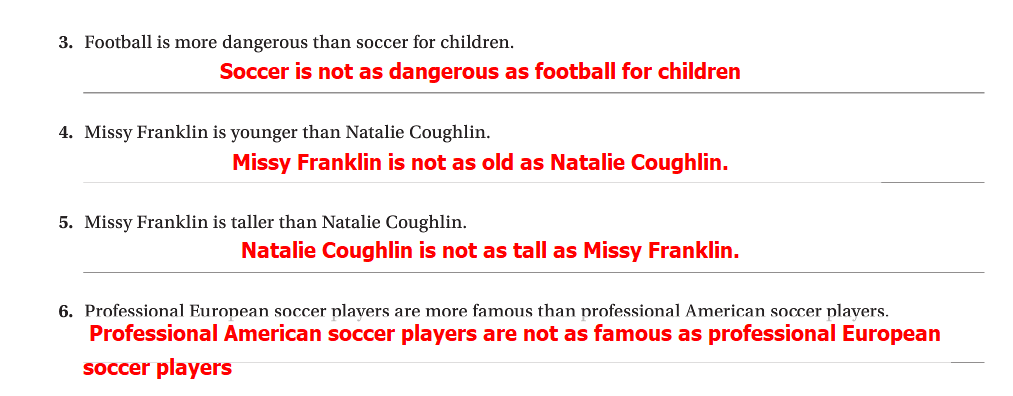 3. Football is more dangerous than soccer for children.
Soccer is not as dangerous as football for children
4. Missy Franklin is younger than Natalie Coughlin.
Missy Franklin is not as old as Natalie Coughlin.
5. Missy Franklin is taller than Natalie Coughlin.
Natalie Coughlin is not as tall as Missy Franklin.
6. Professional European soccer players are more famous than professional American soccer players.
Professional American soccer players are not as famous as professional European
soccer players